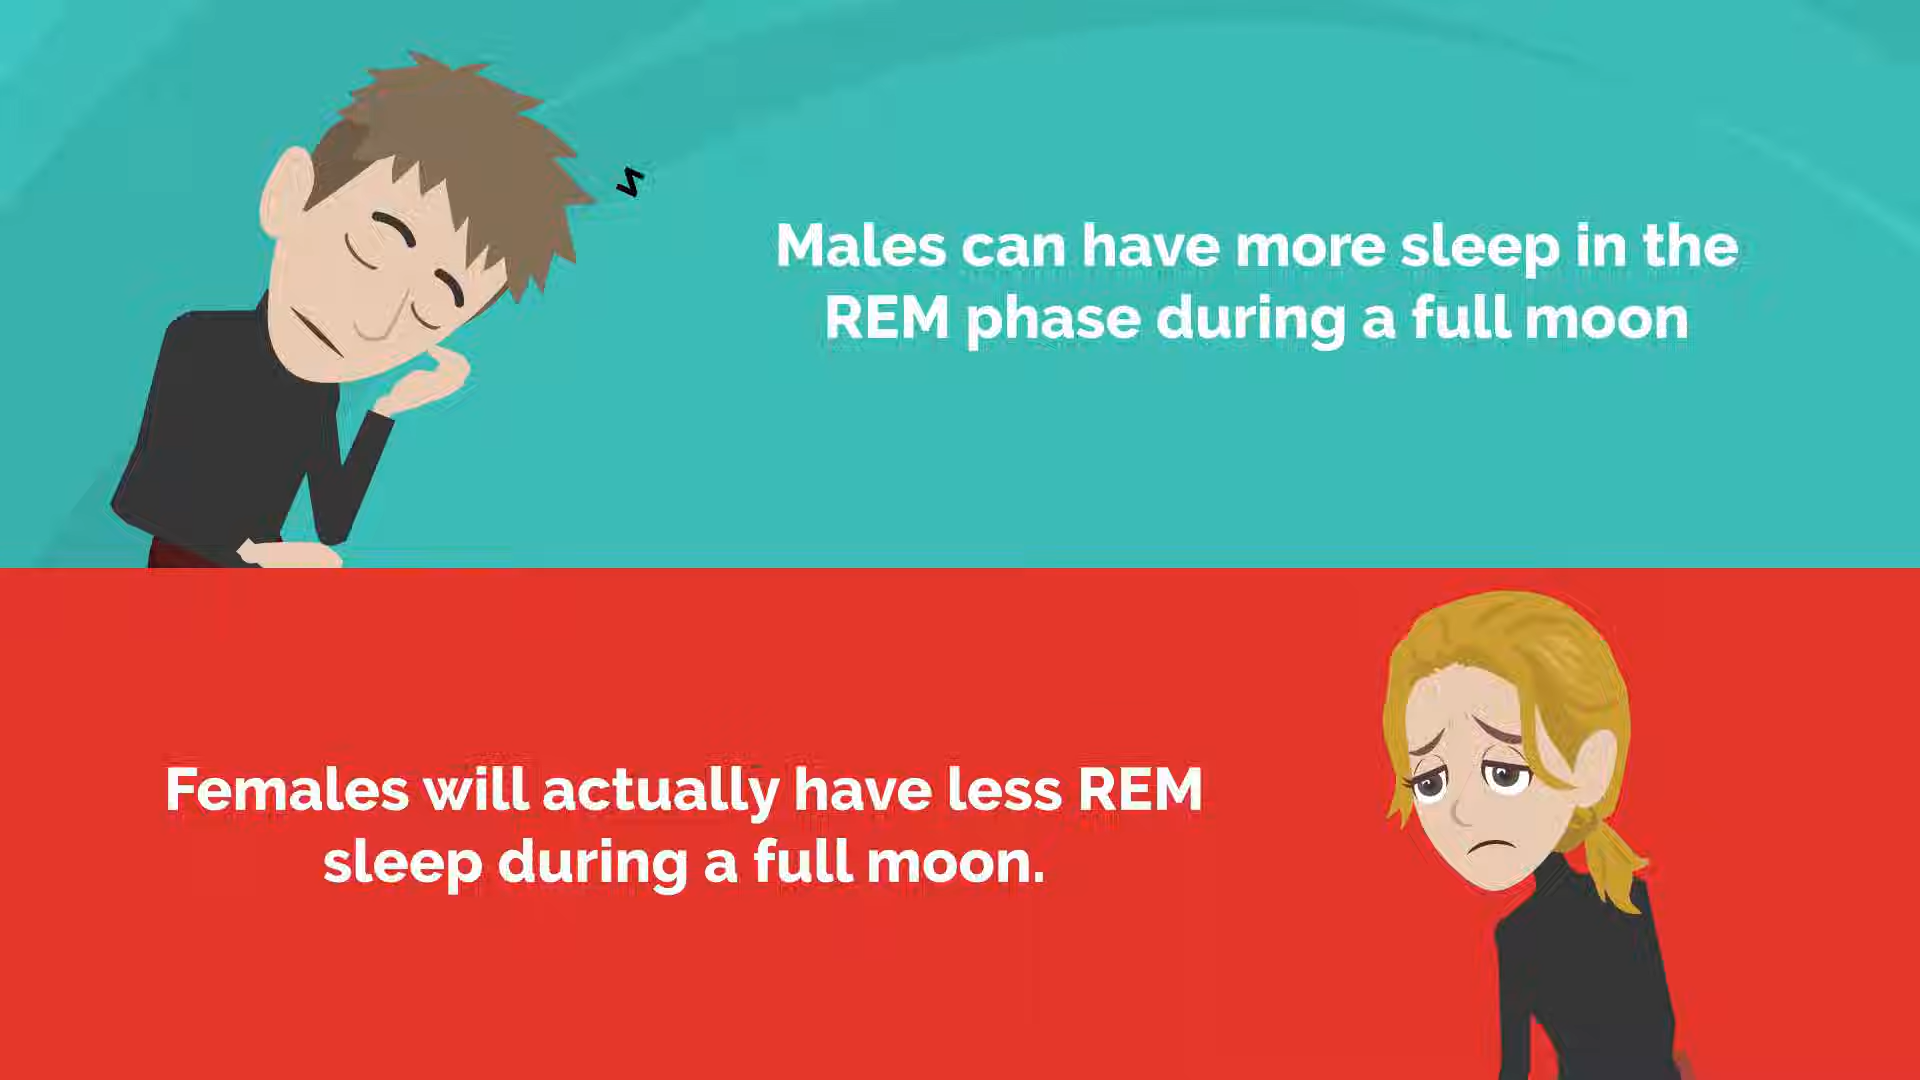 Males can have more sleep in the
REM phase during a full moon
Females will actually have less REM
sleep during a full moon.